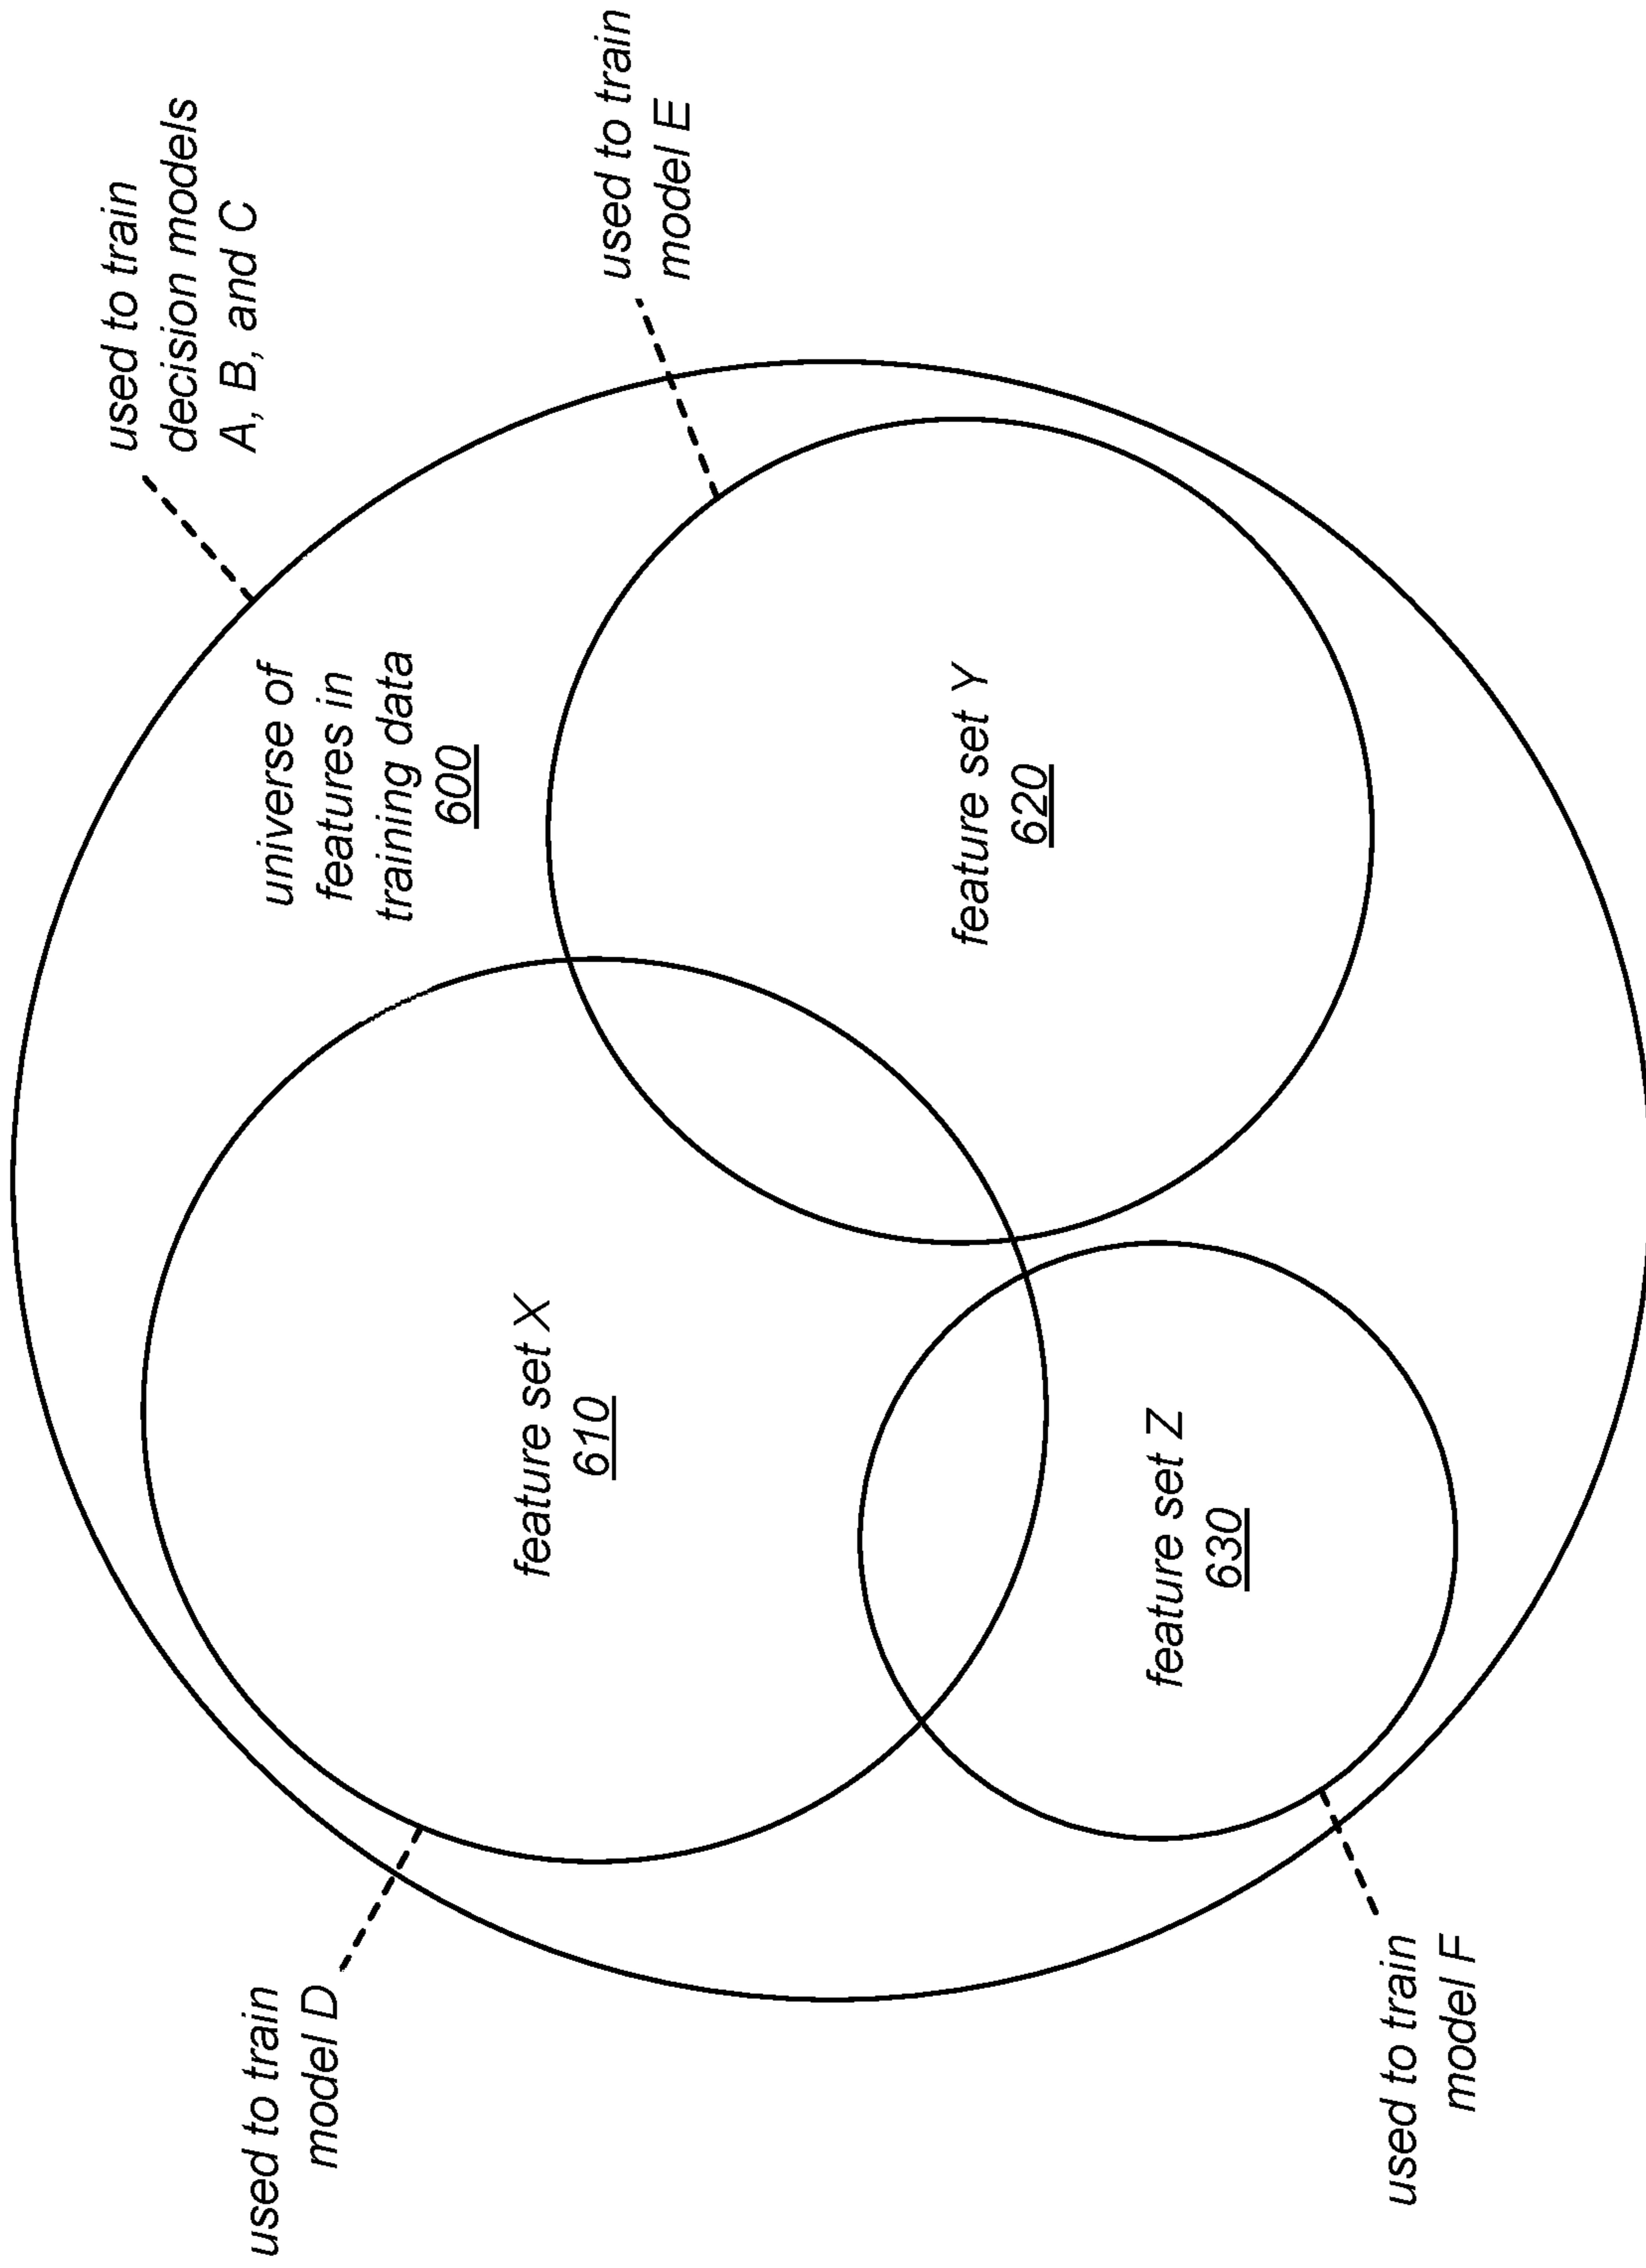 used to train
decision models
A, B, and C
used to train
model D
universe of
features in
training data
600
used to train
model E
feature set X
610
feature set Y
620
feature set Z
630
used to train
model F